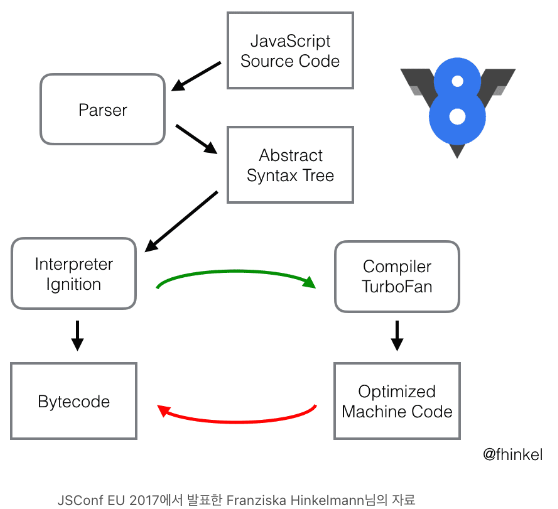 JavaScript
Source Code
Parser
Abstract
Syntax Tree
Interpreter
Ignition
Compiler
TurboFan
Bytecode
Optimized
Machine Code
@fhinkel
JSConf EU 2017에서 발표한 Franziska Hinkelmann님의 자료